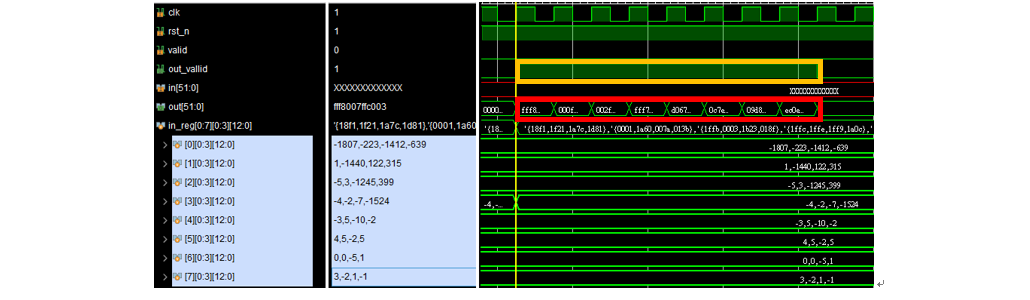 clk 1
rst_n 1
valid 0
out_vallid 1
in[51:0] XXXXXXXXXXXXX XXXXXXXXXXXXX
out[51:0] fff8007ffc003 0000... fff8... 000f... 002f... fff7... d067... 0c7e... 09d8... ec0e...
in_reg[0:7][0:3][12:0] '{18f1,1f21,1a7c,1d81},'{0001,1a60 '{18... '{18f1,1f21,1a7c,1d81},'{0001,1a60,007a,013b},'{1ffb,0003,1b23,018f},'{1ffc,1ffe,1ff9,1a0c},'
[0][0:3][12:0] -1807,-223,-1412,-639 -1807,-223,-1412,-639
[1][0:3][12:0] 1,-1440,122,315 1,-1440,122,315
[2][0:3][12:0] -5,3,-1245,399 -5,3,-1245,399
[3][0:3][12:0] -4,-2,-7,-1524 -4,-... -4,-2,-7,-1524
[4][0:3][12:0] -3,5,-10,-2 -3,5,-10,-2
[5][0:3][12:0] 4,5,-2,5 4,5,-2,5
[6][0:3][12:0] 0,0,-5,1 0,0,-5,1
[7][0:3][12:0] 3,-2,1,-1 3,-2,1,-1